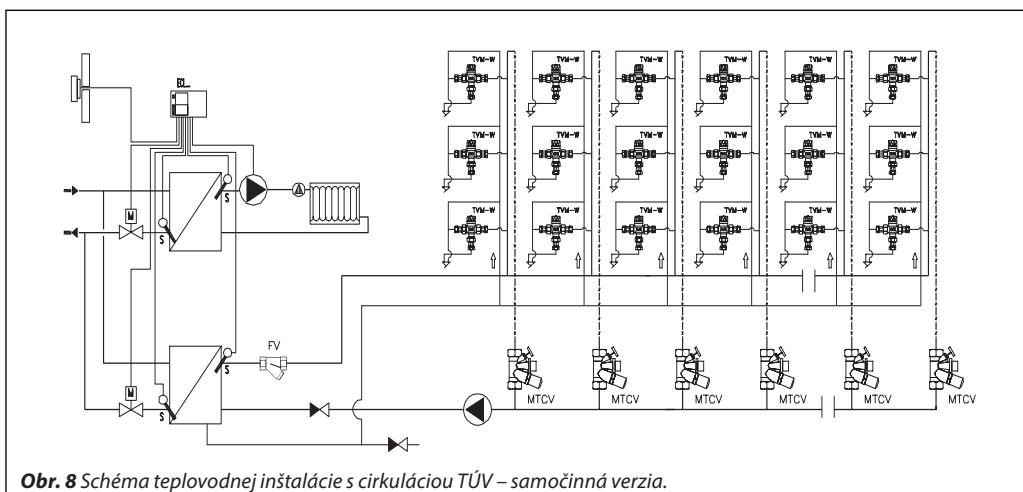 ECL...
TVM-W TVM-W TVM-W TVM-W TVM-W TVM-W
TVM-W TVM-W TVM-W TVM-W TVM-W TVM-W
M
S
S
TVM-W TVM-W TVM-W TVM-W TVM-W TVM-W
FV
S
M
S
MTCV MTCV MTCV MTCV MTCV MTCV
Obr. 8 Schéma teplovodnej inštalácie s cirkuláciou TÚV – samočinná verzia.